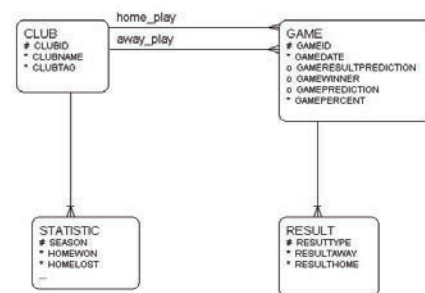 home_play
away_play
CLUB
# CLUBID
* CLUBNAME
* CLUBTAG
GAME
# GAMEID
* GAMEDATE
o GAMERESULTPREDICTION
o GAMEWINNER
o GAMEPREDICTION
* GAMEPERCENT
STATISTIC
# SEASON
* HOMEWON
* HOMELOST
...
RESULT
# RESUTTYPE
* RESULTAWAY
* RESULTHOME